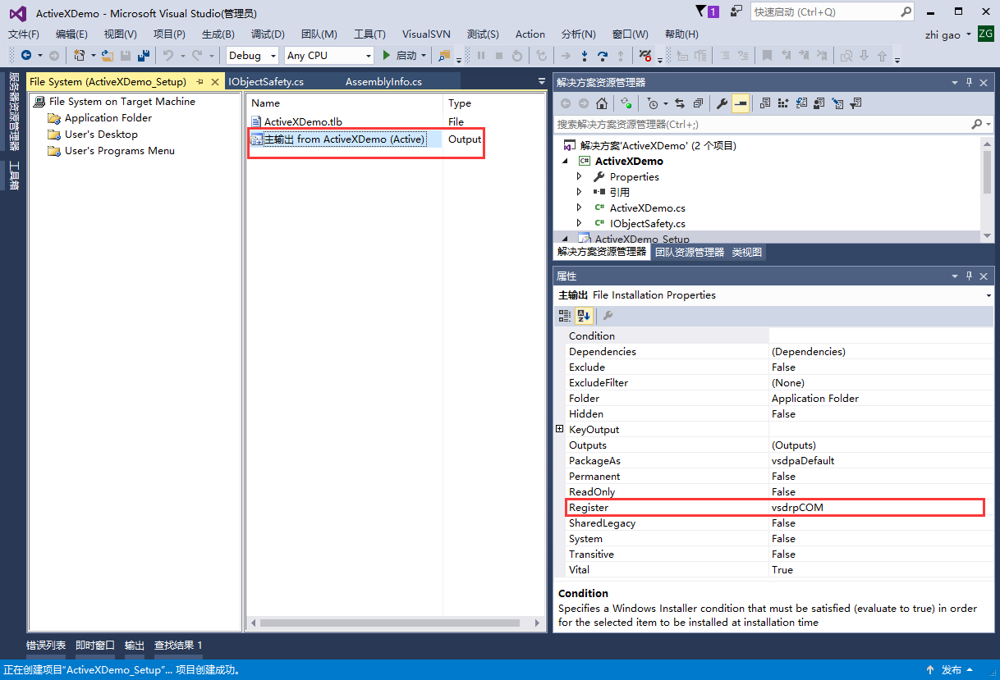 ActiveXDemo - Microsoft Visual Studio(管理员)
1
快速启动 (Ctrl+Q)
文件(F) 编辑(E) 视图(V) 项目(P) 生成(B) 调试(D) 团队(M) 工具(T) VisualSVN 测试(S) Action 分析(N) 窗口(W) 帮助(H)
zhi gao ZG
Debug Any CPU 启动
服务器资源管理器
工具箱
File System (ActiveXDemo_Setup) IObjectSafety.cs AssemblyInfo.cs
File System on Target Machine
Application Folder
User's Desktop
User's Programs Menu
Name Type
ActiveXDemo.tlb File
主输出 from ActiveXDemo (Active) Output
解决方案资源管理器
搜索解决方案资源管理器(Ctrl+;)
解决方案'ActiveXDemo' (2 个项目)
C# ActiveXDemo
Properties
引用
C# ActiveXDemo.cs
C# IObjectSafety.cs
ActiveXDemo_Setup
解决方案资源管理器 团队资源管理器 类视图
属性
主输出 File Installation Properties
Condition
Dependencies (Dependencies)
Exclude False
ExcludeFilter (None)
Folder Application Folder
Hidden False
KeyOutput
Outputs (Outputs)
PackageAs vsdpaDefault
Permanent False
ReadOnly False
Register vsdrpCOM
SharedLegacy False
System False
Transitive False
Vital True
Condition
Specifies a Windows Installer condition that must be satisfied (evaluate to true) in order
for the selected item to be installed at installation time
错误列表 即时窗口 输出 查找结果 1
正在创建项目“ActiveXDemo_Setup”... 项目创建成功。
发布